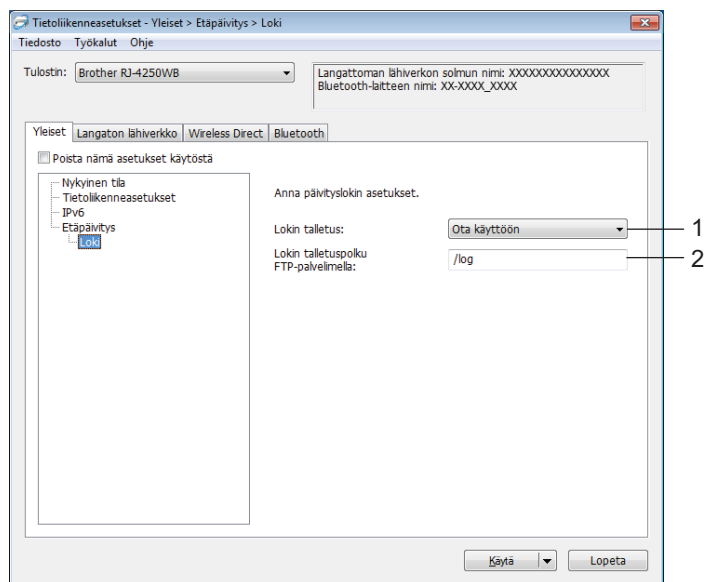 Tietoliikenneasetukset - Yleiset > Etäpäivitys > Loki
Tiedosto Työkalut Ohje
Tulostin: Brother RJ-4250WB
Langattoman lähiverkon solmun nimi: XXXXXXXXXXXXXXX
Bluetooth-laitteen nimi: XX-XXXX_XXXX
Yleiset Langaton lähiverkko Wireless Direct Bluetooth
Poista nämä asetukset käytöstä
Nykyinen tila
Tietoliikenneasetukset
IPv6
Etäpäivitys
Loki
Anna päivityslokin asetukset.
Lokin talletus: Ota käyttöön 1
Lokin talletuspolku
FTP-palvelimella: /log 2
Käytä Lopeta